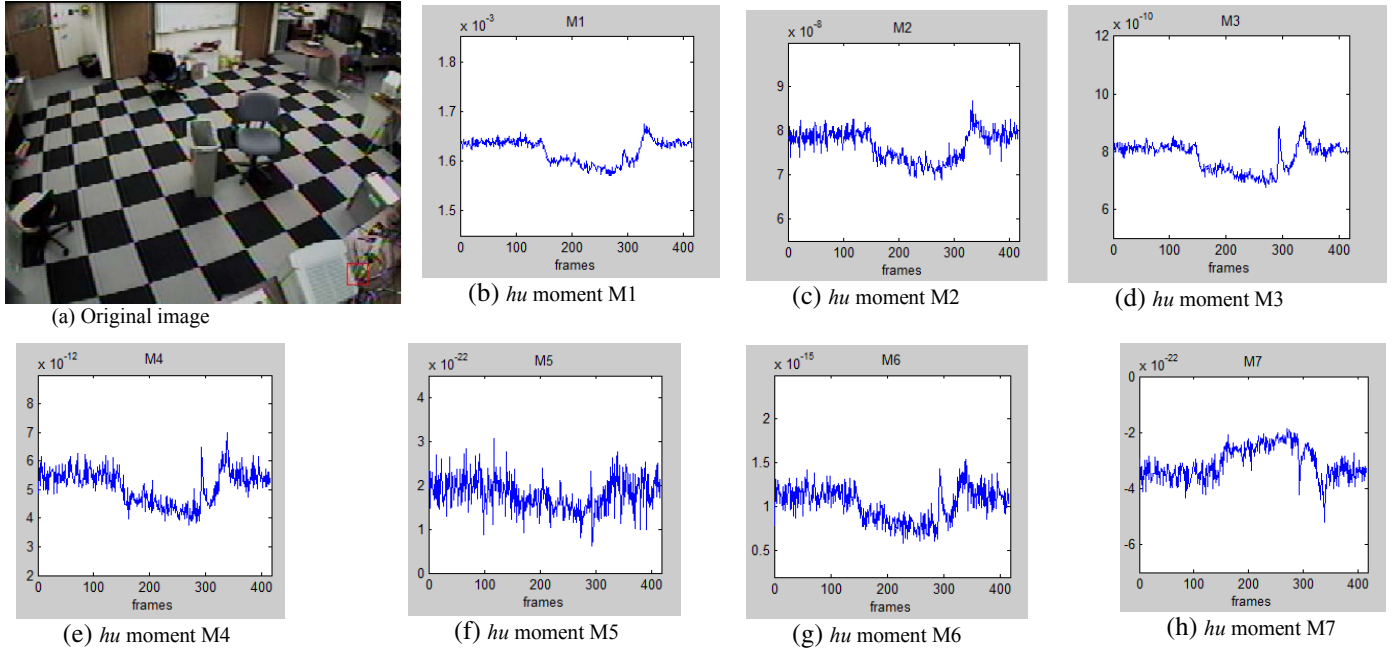 (a) Original image
x 10-3
M1
1.8
1.7
1.6
1.5
0 100 200 300 400
frames
(b) hu moment M1
x 10-8
M2
9
8
7
6
0 100 200 300 400
frames
(c) hu moment M2
x 10-10
M3
12
10
8
6
0 100 200 300 400
frames
(d) hu moment M3
x 10-12
M4
8
7
6
5
4
3
2
0 100 200 300 400
frames
(e) hu moment M4
x 10-22
M5
4
3
2
1
0
0 100 200 300 400
frames
(f) hu moment M5
x 10-15
M6
2
1.5
1
0.5
0 100 200 300 400
frames
(g) hu moment M6
x 10-22
M7
0
-2
-4
-6
0 100 200 300 400
frames
(h) hu moment M7